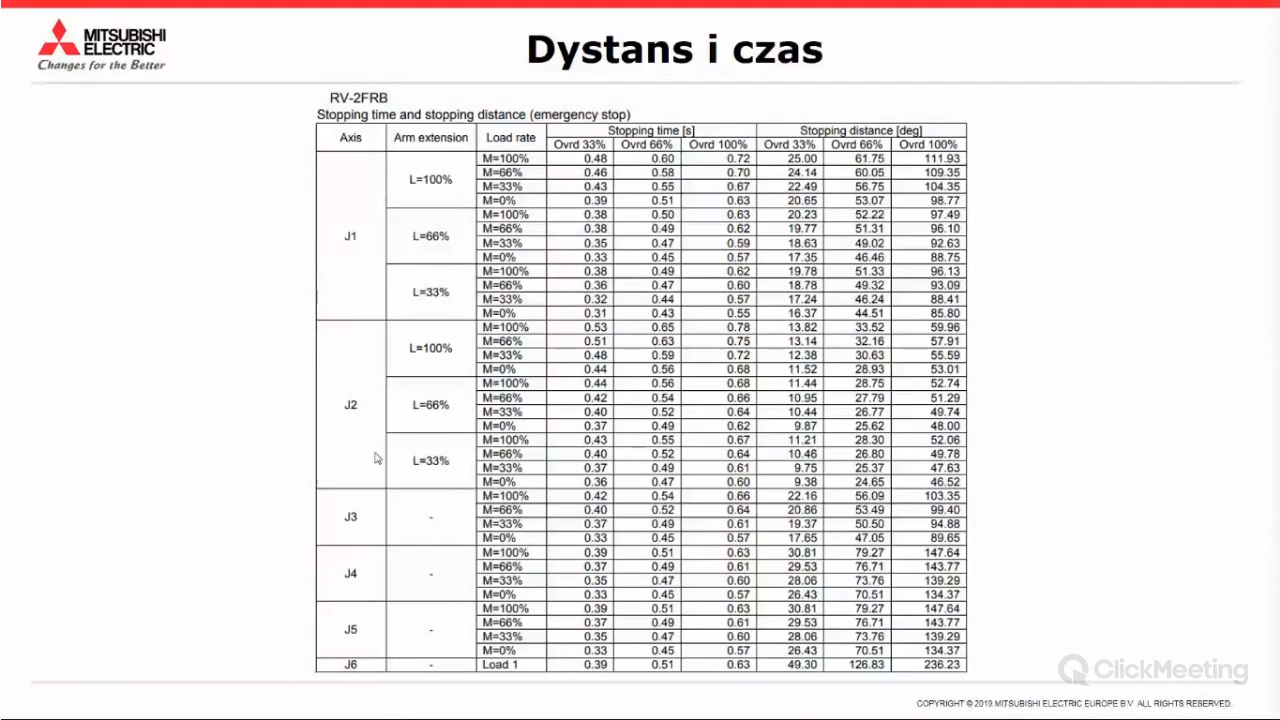 MITSUBISHI
ELECTRIC
Changes for the Better
Dystans i czas
RV-2FRB
Stopping time and stopping distance (emergency stop)
Axis Arm extension Load rate Stopping time [s] Stopping distance [deg]
Ovrd 33% Ovrd 66% Ovrd 100% Ovrd 33% Ovrd 66% Ovrd 100%
J1 L=100% M=100% 0.48 0.60 0.72 25.00 61.75 111.93
M=66% 0.46 0.58 0.70 24.14 60.05 109.35
M=33% 0.43 0.55 0.67 22.49 56.75 104.35
M=0% 0.39 0.51 0.63 20.65 53.07 98.77
L=66% M=100% 0.38 0.50 0.63 20.23 52.22 97.49
M=66% 0.38 0.49 0.62 19.77 51.31 96.10
M=33% 0.35 0.47 0.59 18.63 49.02 92.63
M=0% 0.33 0.45 0.57 17.35 46.46 88.75
L=33% M=100% 0.38 0.49 0.62 19.78 51.33 96.13
M=66% 0.36 0.47 0.60 18.78 49.32 93.09
M=33% 0.32 0.44 0.57 17.24 46.24 88.41
M=0% 0.31 0.43 0.55 16.37 44.51 85.80
J2 L=100% M=100% 0.53 0.65 0.78 13.82 33.52 59.96
M=66% 0.51 0.63 0.75 13.14 32.16 57.91
M=33% 0.48 0.59 0.72 12.38 30.63 55.59
M=0% 0.44 0.56 0.68 11.52 28.93 53.01
L=66% M=100% 0.44 0.56 0.68 11.44 28.75 52.74
M=66% 0.42 0.54 0.66 10.95 27.79 51.29
M=33% 0.40 0.52 0.64 10.44 26.77 49.74
M=0% 0.37 0.49 0.62 9.87 25.62 48.00
L=33% M=100% 0.43 0.55 0.67 11.21 28.30 52.06
M=66% 0.40 0.52 0.64 10.46 26.80 49.78
M=33% 0.37 0.49 0.61 9.75 25.37 47.63
M=0% 0.36 0.47 0.60 9.38 24.65 46.52
J3 - M=100% 0.42 0.54 0.66 22.16 56.09 103.35
M=66% 0.40 0.52 0.64 20.86 53.49 99.40
M=33% 0.37 0.49 0.61 19.37 50.50 94.88
M=0% 0.33 0.45 0.57 17.65 47.05 89.65
J4 - M=100% 0.39 0.51 0.63 30.81 79.27 147.64
M=66% 0.37 0.49 0.61 29.53 76.71 143.77
M=33% 0.35 0.47 0.60 28.06 73.76 139.29
M=0% 0.33 0.45 0.57 26.43 70.51 134.37
J5 - M=100% 0.39 0.51 0.63 30.81 79.27 147.64
M=66% 0.37 0.49 0.61 29.53 76.71 143.77
M=33% 0.35 0.47 0.60 28.06 73.76 139.29
M=0% 0.33 0.45 0.57 26.43 70.51 134.37
J6 - Load 1 0.39 0.51 0.63 49.30 126.83 236.23
ClickMeeting
COPYRIGHT © 2019 MITSUBISHI ELECTRIC EUROPE B.V. ALL RIGHTS RESERVED.